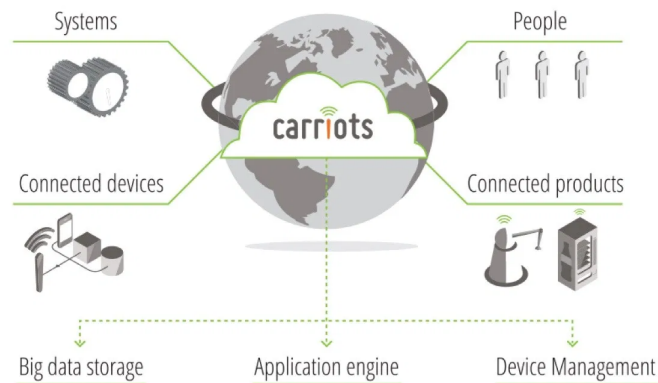 Systems
People
carriots
Connected devices
Connected products
Big data storage
Application engine
Device Management